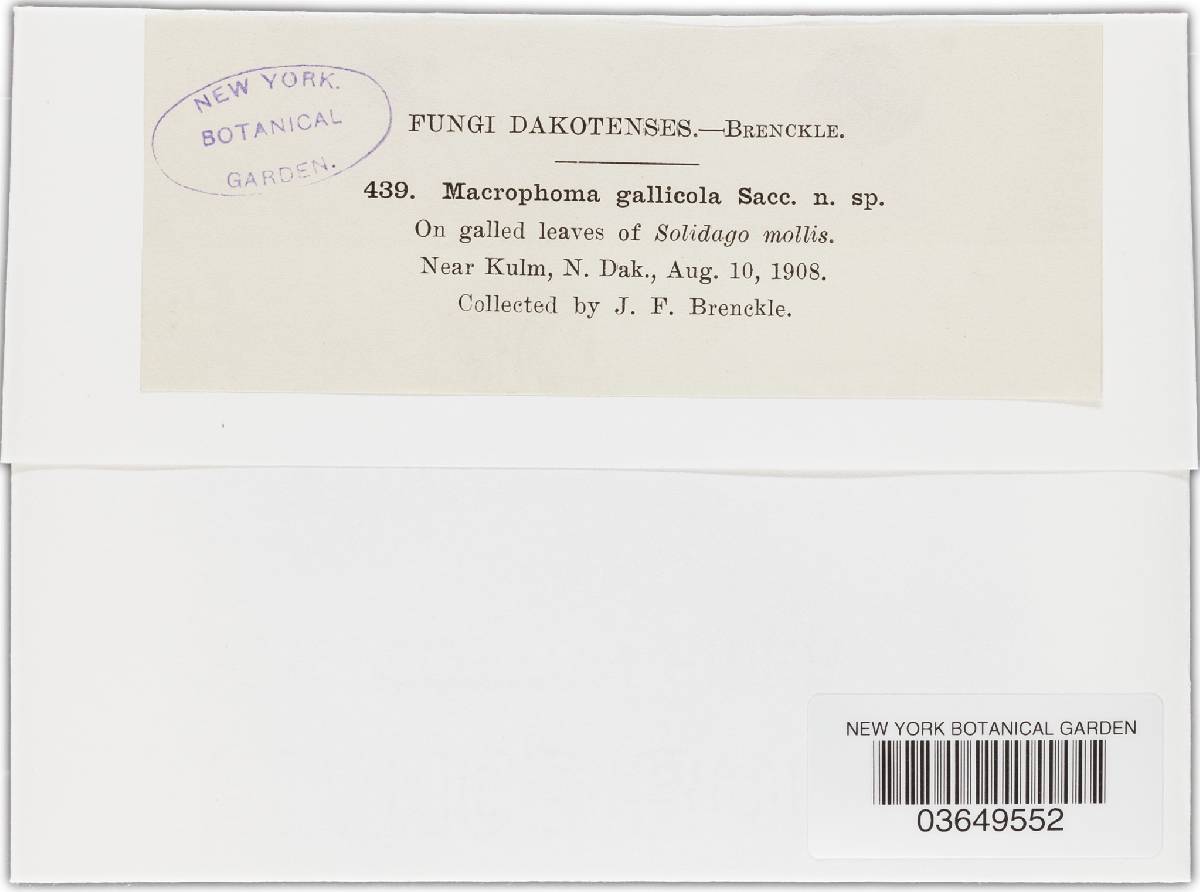 NEW YORK.
BOTANICAL
GARDEN.
FUNGI DAKOTENSES.—BRENCKLE.
439. Macrophoma gallicola Sacc. n. sp.
On galled leaves of Solidago mollis.
Near Kulm, N. Dak., Aug. 10, 1908.
Collected by J. F. Brenckle.
NEW YORK BOTANICAL GARDEN
03649552